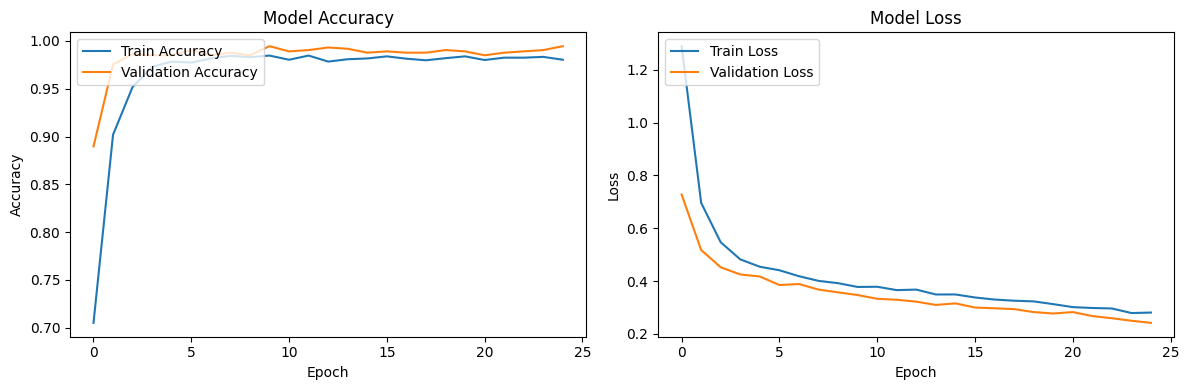 Model Accuracy
Train Accuracy
Validation Accuracy
1.00
0.95
0.90
0.85
0.80
0.75
0.70
Accuracy
0
5
10
15
20
25
Epoch
Model Loss
Train Loss
Validation Loss
1.2
1.0
0.8
0.6
0.4
0.2
Loss
0
5
10
15
20
25
Epoch